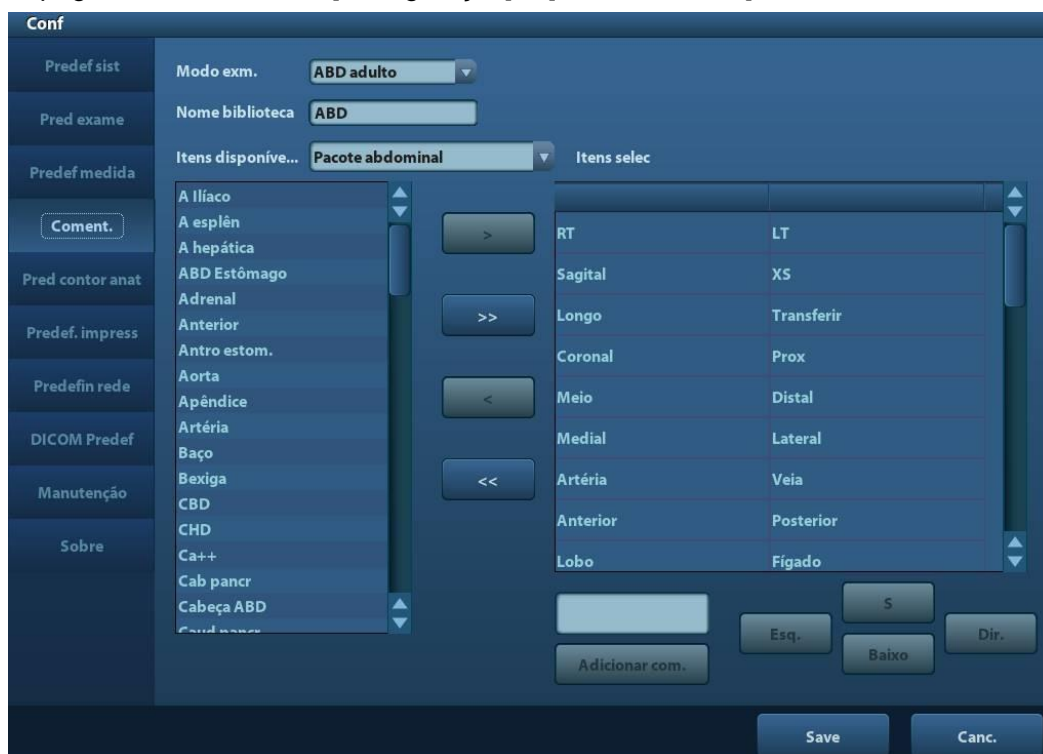 Conf
Predef sist
Pred exame
Predef medida
Coment.
Pred contor anat
Predef. impress
Predefin rede
DICOM Predef
Manutenção
Sobre
Modo exm. ABD adulto
Nome biblioteca ABD
Itens disponíve... Pacote abdominal Itens selec
A Ilíaco
A esplên
A hepática
ABD Estômago
Adrenal
Anterior
Antro estom.
Aorta
Apêndice
Artéria
Baço
Bexiga
CBD
CHD
Ca++
Cab pancr
Cabeça ABD
Caud pancr
>
>>
<
<<
RT LT
Sagital XS
Longo Transferir
Coronal Prox
Meio Distal
Medial Lateral
Artéria Veia
Anterior Posterior
Lobo Fígado
Adicionar com.
S
Esq. Dir.
Baixo
Save Canc.